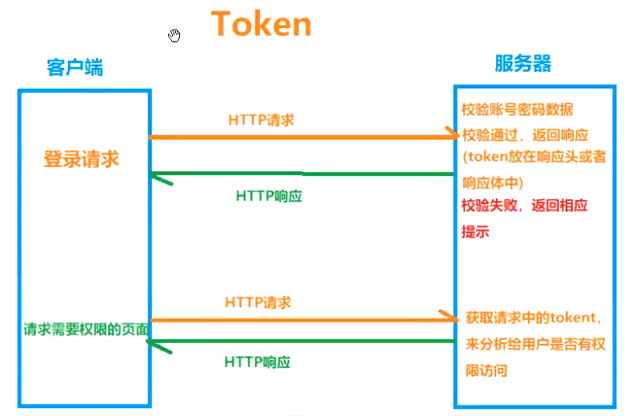 Token
客户端
服务器
HTTP请求
校验账号密码数据
登录请求
校验通过，返回响应
(token放在响应头或者
响应体中)
HTTP响应
校验失败，返回相应
提示
HTTP请求
请求需要权限的页面
获取请求中的tokent，
来分析给用户是否有权
限访问
HTTP响应